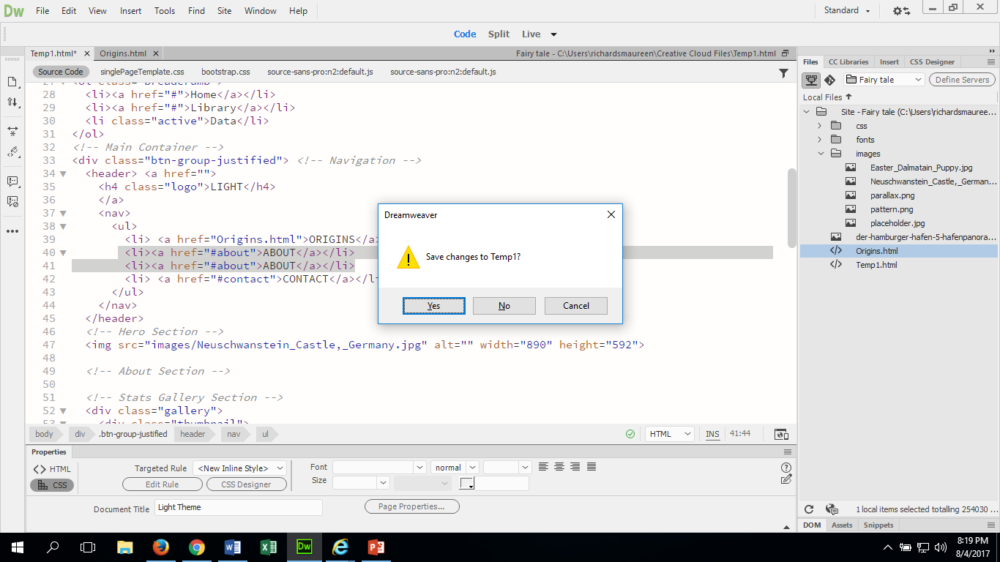 Dw File Edit View Insert Tools Find Site Window Help Standard
Code Split Live
Temp1.html* Origins.html Fairy tale - C:\Users\richardsmaureen\Creative Cloud Files\Temp1.html
Source Code singlePageTemplate.css bootstrap.css source-sans-pro:n2:default.js source-sans-pro:n2:default.js
27 <ol class="breadcrumb">
28 <li><a href="#">Home</a></li>
29 <li><a href="#">Library</a></li>
30 <li class="active">Data</li>
31 </ol>
32 <!-- Main Container -->
33 <div class="btn-group-justified"> <!-- Navigation -->
34 <header> <a href="">
35 <h4 class="logo">LIGHT</h4>
36 </a>
37 <nav>
38 <ul>
39 <li> <a href="Origins.html">ORIGINS</a>
40 <li><a href="#about">ABOUT</a></li>
41 <li><a href="#about">ABOUT</a></li>
42 <li> <a href="#contact">CONTACT</a></li
43 </ul>
44 </nav>
45 </header>
46 <!-- Hero Section -->
47 <img src="images/Neuschwanstein_Castle,_Germany.jpg" alt="" width="890" height="592">
48
49 <!-- About Section -->
50
51 <!-- Stats Gallery Section -->
52 <div class="gallery">
53 <div class="thumbnail">
Dreamweaver
Save changes to Temp1?
Yes No Cancel
body div .btn-group-justified header nav ul HTML INS 41:44
Properties
HTML Targeted Rule <New Inline Style> Font normal
CSS Edit Rule CSS Designer Size
Document Title Light Theme Page Properties...
Files CC Libraries Insert CSS Designer
Fairy tale Define Servers
Local Files
Site - Fairy tale (C:\Users\richardsmauree...
css
fonts
images
Easter_Dalmatain_Puppy.jpg
Neuschwanstein_Castle,_German...
parallax.png
pattern.png
placeholder.jpg
der-hamburger-hafen-5-hafenpanora...
Origins.html
Temp1.html
1 local items selected totalling 254030 ...
DOM Assets Snippets
Dw
8:19 PM
8/4/2017